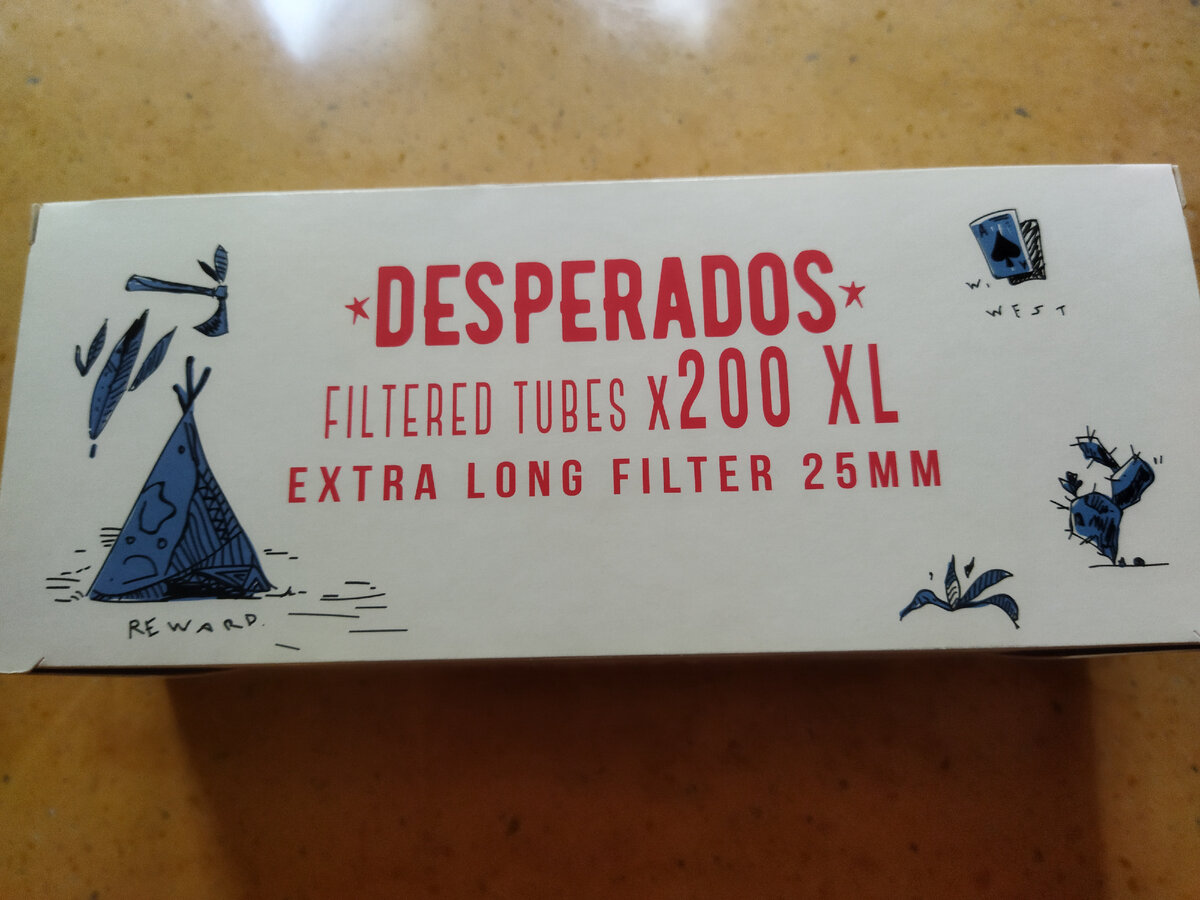 DESPERADOS
FILTERED TUBES x200 XL
EXTRA LONG FILTER 25MM
A
W.
WEST
REWARD.